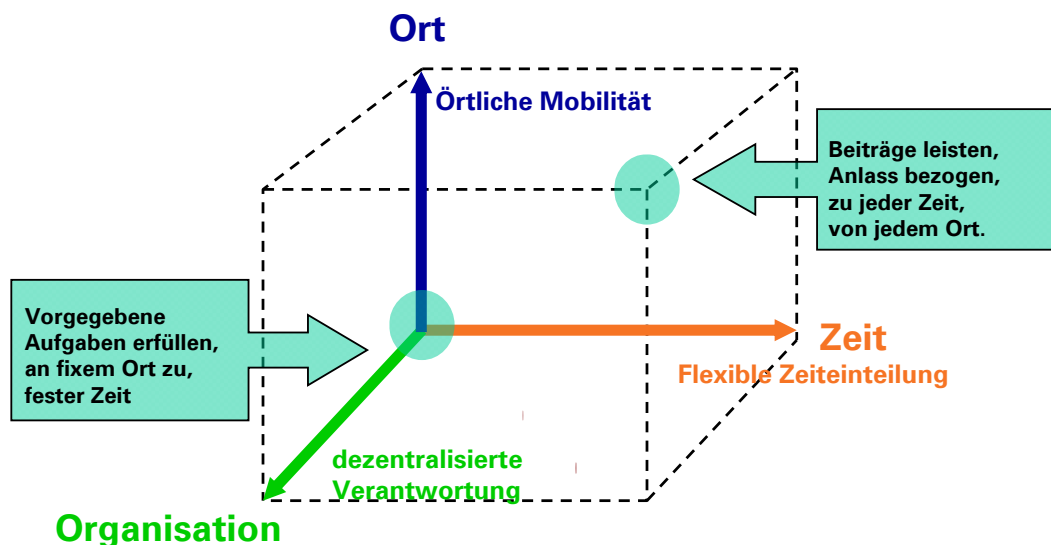 Ort
Örtliche Mobilität
Beiträge leisten,
Anlass bezogen,
zu jeder Zeit,
von jedem Ort.
Vorgegebene
Aufgaben erfüllen,
an fixem Ort zu,
fester Zeit
Zeit
Flexible Zeiteinteilung
dezentralisierte
Verantwortung
Organisation